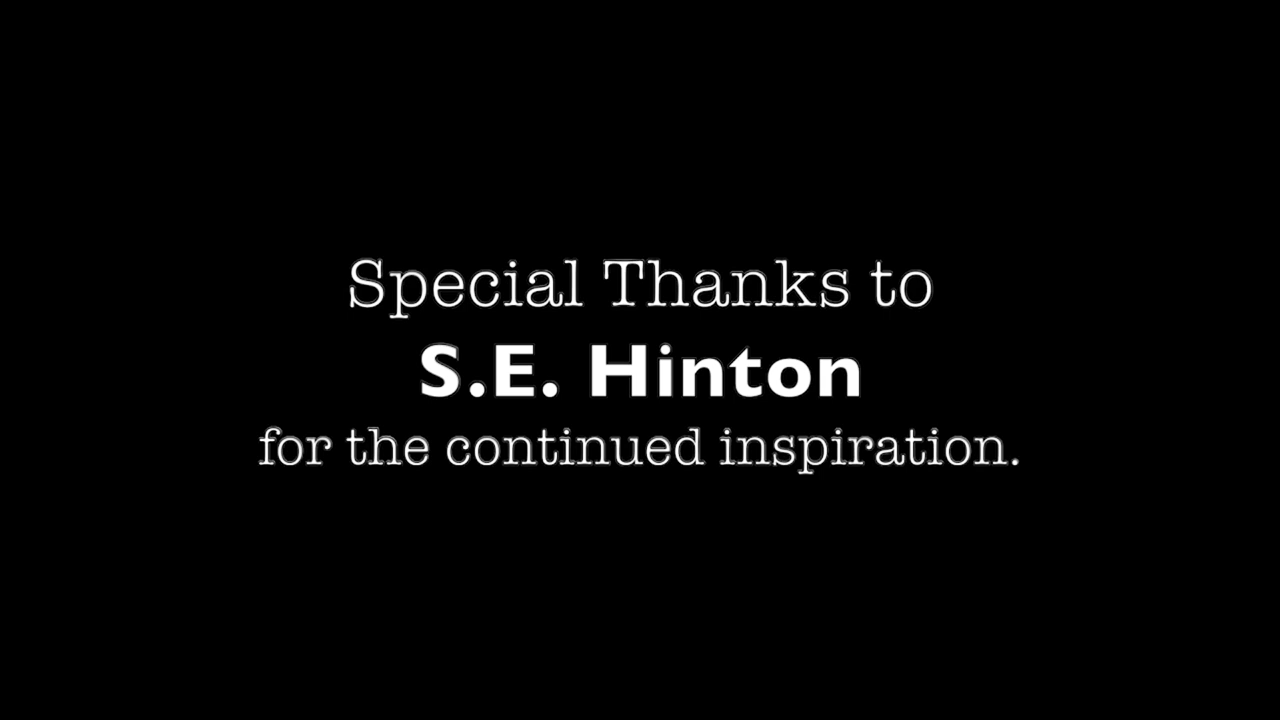 Special Thanks to
S.E. Hinton
for the continued inspiration.